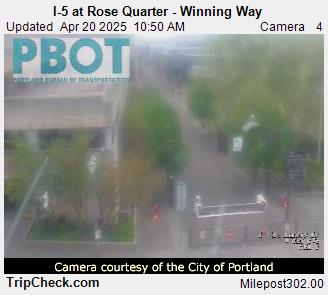 I-5 at Rose Quarter - Winning Way
Updated Apr 20 2025 10:50 AM Camera 4
PBOT
PORTLAND BUREAU OF TRANSPORTATION
Camera courtesy of the City of Portland
TripCheck.com Milepost302.00